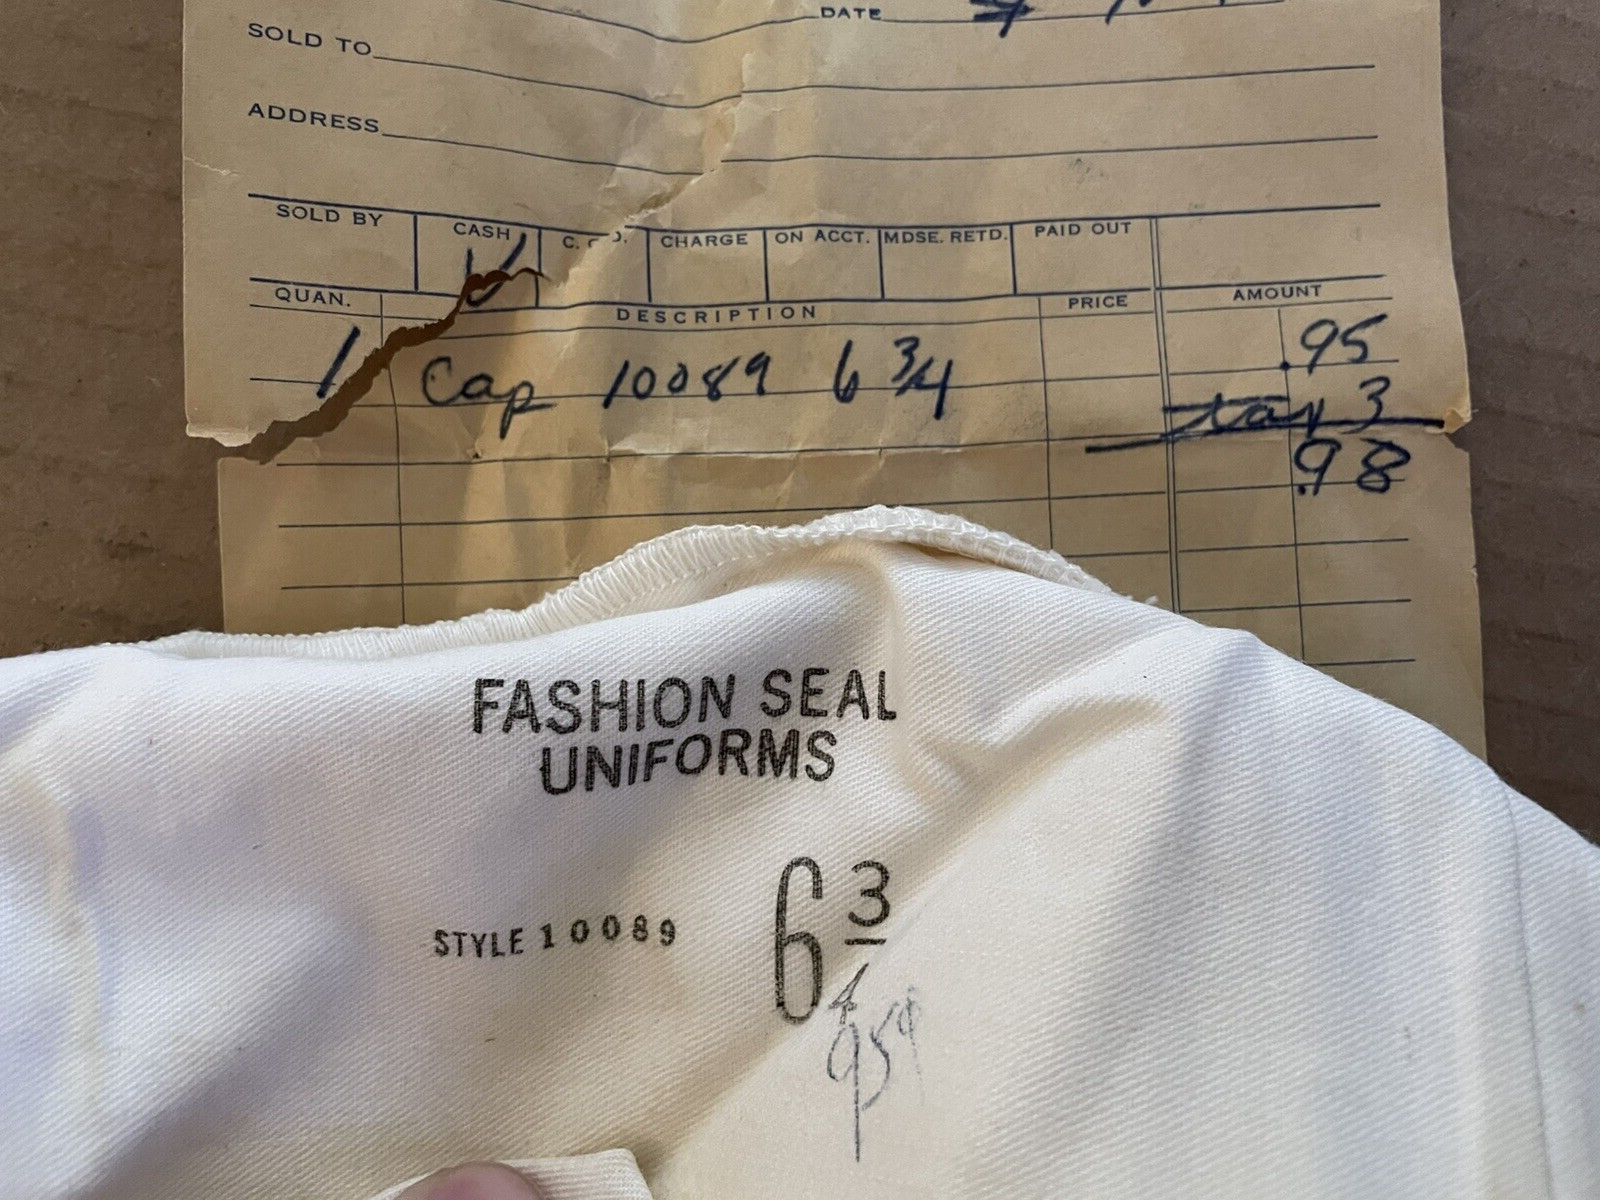 DATE
SOLD TO
ADDRESS
SOLD BY CASH C. O. D. CHARGE ON ACCT. MDSE. RETD. PAID OUT
QUAN. DESCRIPTION PRICE AMOUNT
1 Cap 10089 6 3/4 .95
tax 3
.98
FASHION SEAL
UNIFORMS
STYLE 10089 6 3/4
95¢